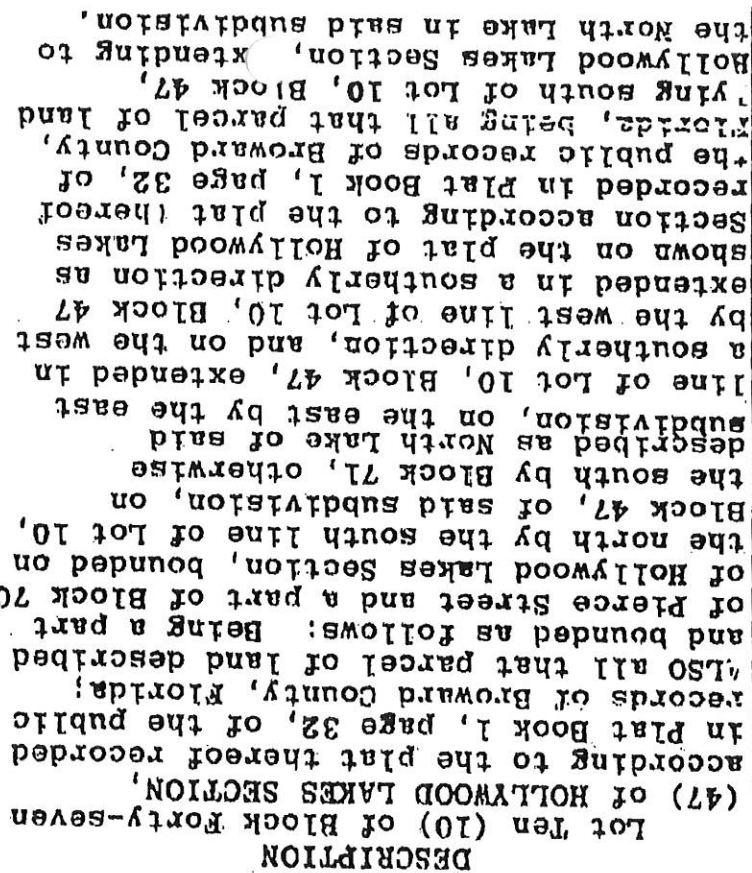 DESCRIPTION
Lot Ten (10) of Block Forty-seven
(47) of HOLLYWOOD LAKES SECTION,
according to the plat thereof recorded
in Plat Book 1, page 32, of the public
records of Broward County, Florida;
ALSO all that parcel of land described
and bounded as follows: Being a part
of Pierce Street and a part of Block 70
of Hollywood Lakes Section, bounded on
the north by the south line of Lot 10,
Block 47, of said subdivision, on
the south by Block 71, otherwise
described as North Lake of said
subdivision, on the east by the east
line of Lot 10, Block 47, extended in
a southerly direction, and on the west
by the west line of Lot 10, Block 47
extended in a southerly direction as
shown on the plat of Hollywood Lakes
Section according to the plat thereof
recorded in Plat Book 1, page 32, of
the public records of Broward County,
Florida, being all that parcel of land
lying south of Lot 10, Block 47,
Hollywood Lakes Section, extending to
the North Lake in said subdivision,